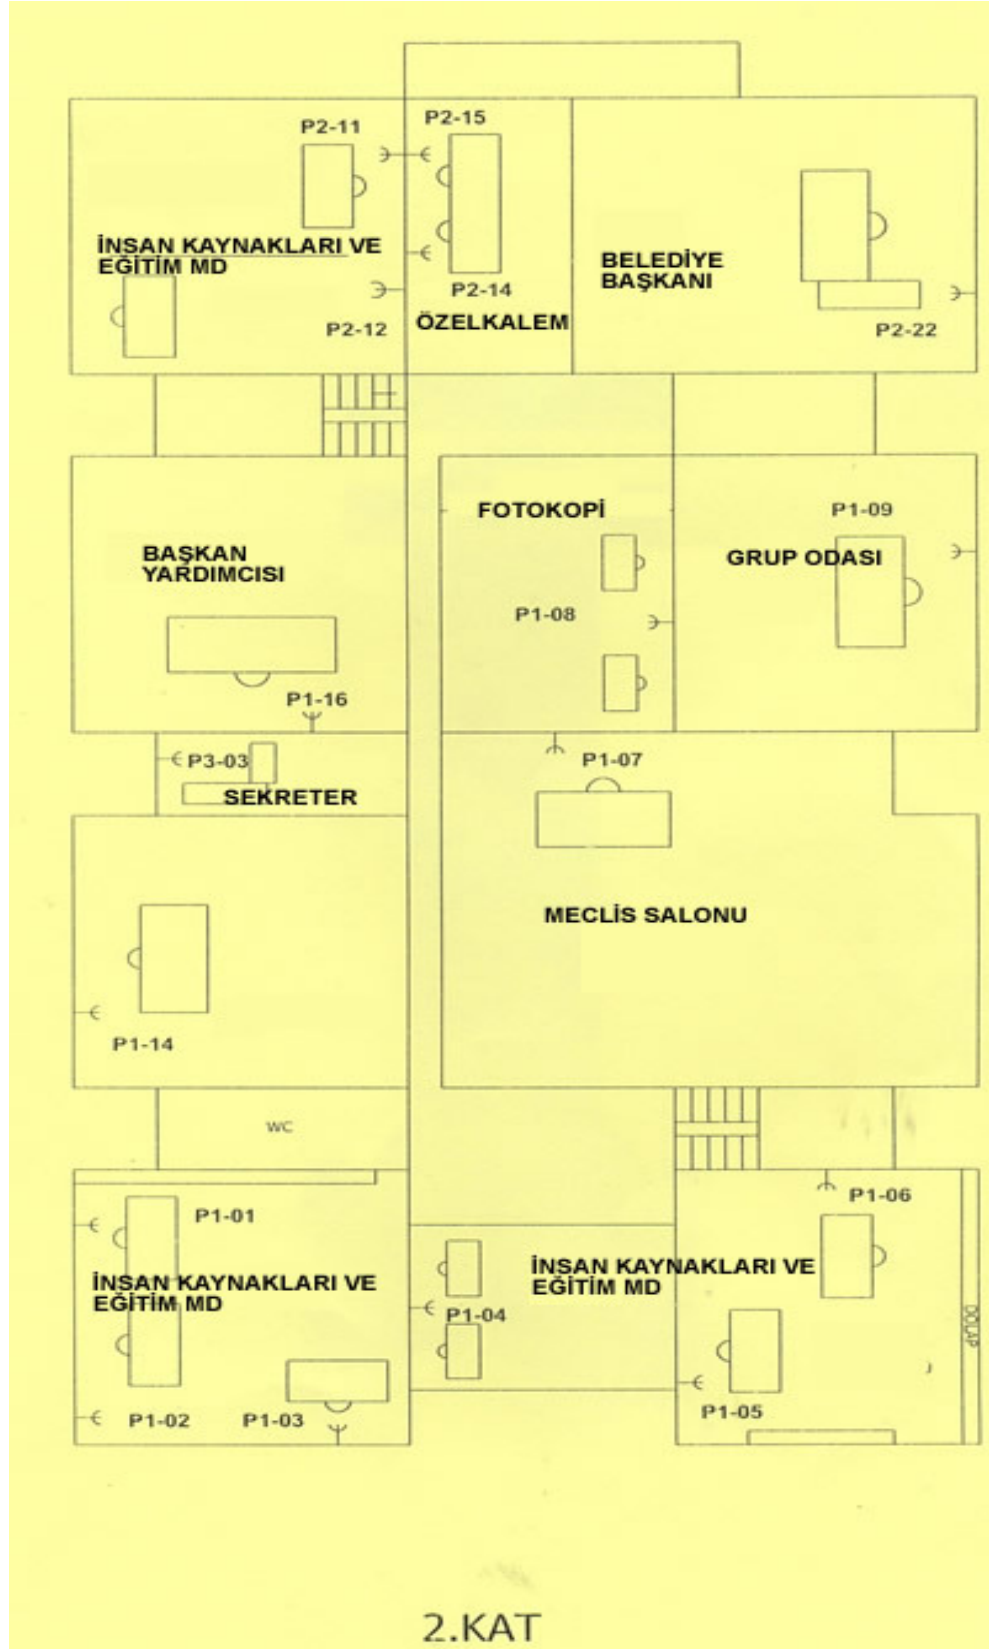 P2-11
P2-15
İNSAN KAYNAKLARI VE
EĞİTİM MD
P2-12
P2-14
ÖZELKALEM
BELEDİYE
BAŞKANI
P2-22
BAŞKAN
YARDIMCISI
P1-16
FOTOKOPİ
P1-08
P1-09
GRUP ODASI
P3-03
SEKRETER
P1-07
MECLİS SALONU
P1-14
WC
P1-01
İNSAN KAYNAKLARI VE
EĞİTİM MD
P1-02
P1-03
P1-04
İNSAN KAYNAKLARI VE
EĞİTİM MD
P1-06
P1-05
DOLAP
2.KAT